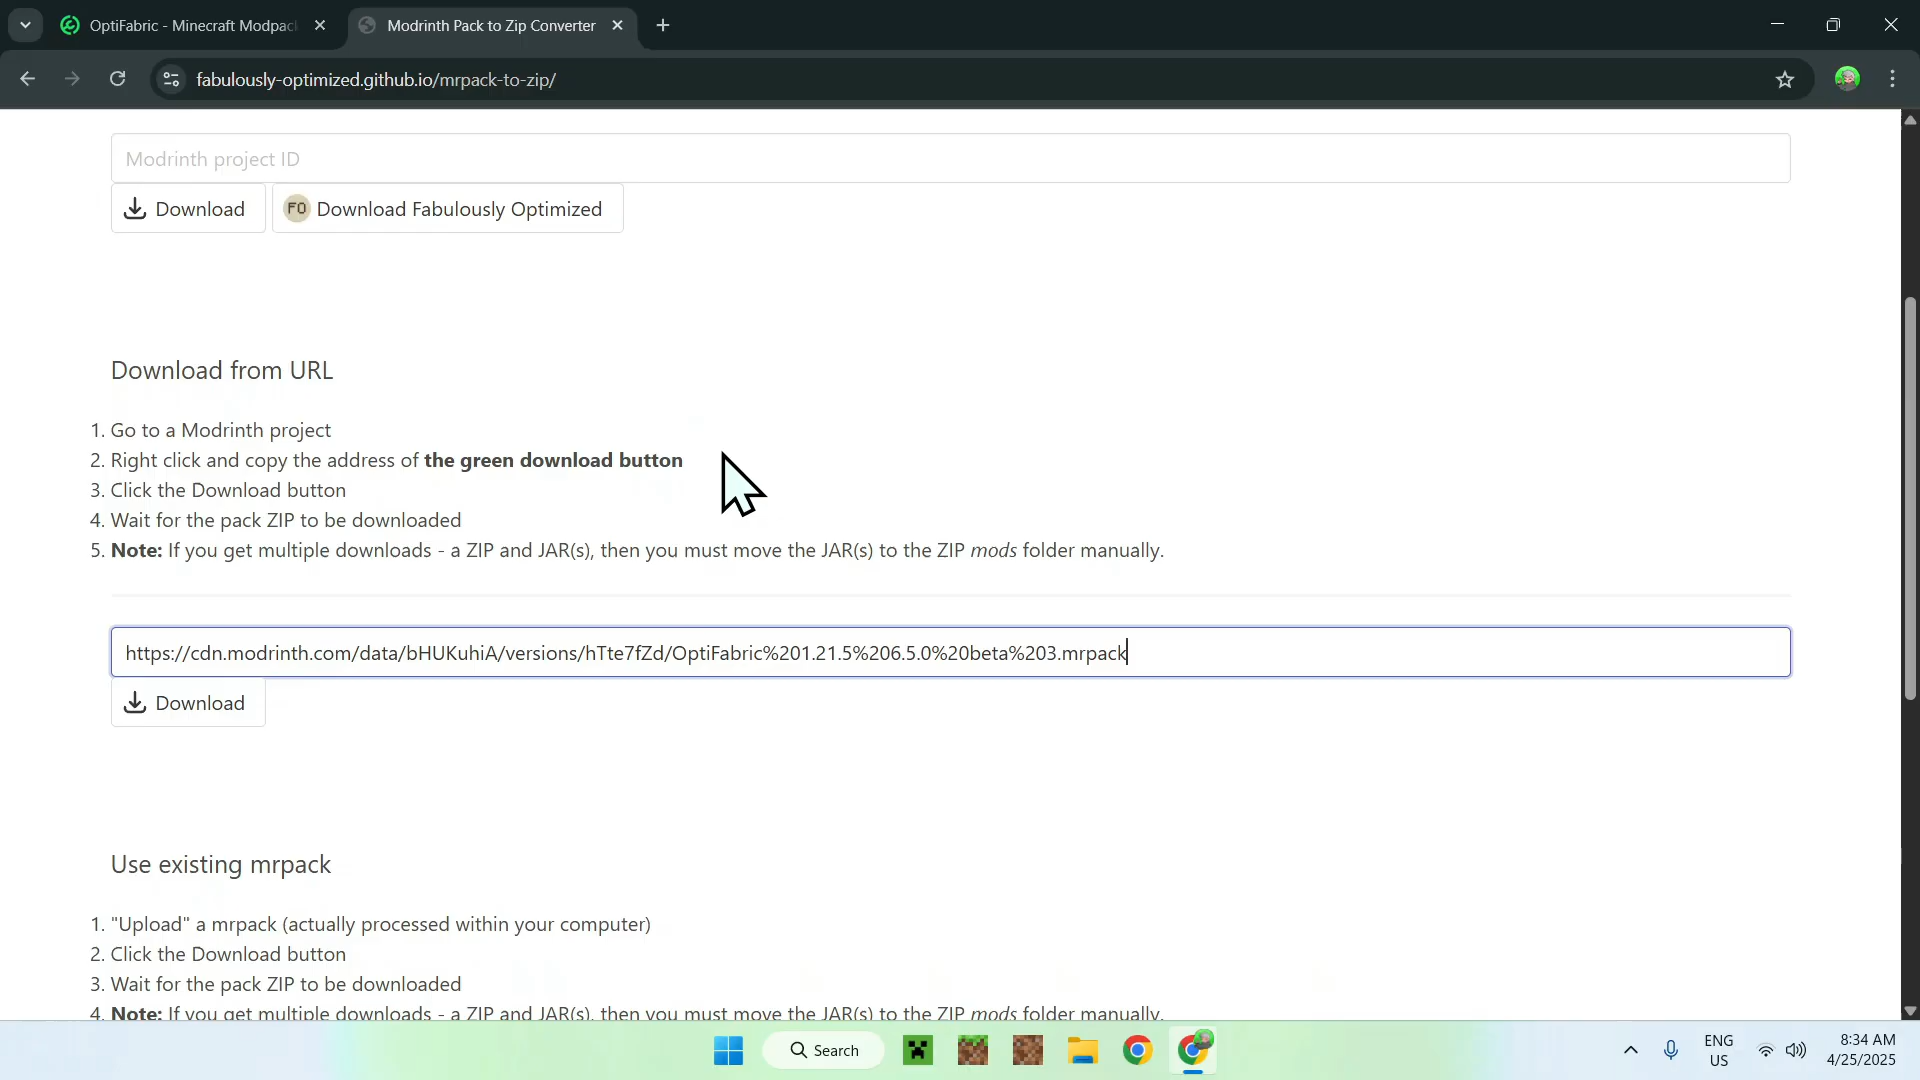 OptiFabric - Minecraft Modpac
Modrinth Pack to Zip Converter
fabulously-optimized.github.io/mrpack-to-zip/
Modrinth project ID
Download
FO Download Fabulously Optimized
Download from URL
1. Go to a Modrinth project
2. Right click and copy the address of the green download button
3. Click the Download button
4. Wait for the pack ZIP to be downloaded
5. Note: If you get multiple downloads - a ZIP and JAR(s), then you must move the JAR(s) to the ZIP mods folder manually.
https://cdn.modrinth.com/data/bHUKuhiA/versions/hTte7fZd/OptiFabric%201.21.5%206.5.0%20beta%203.mrpack
Download
Use existing mrpack
1. "Upload" a mrpack (actually processed within your computer)
2. Click the Download button
3. Wait for the pack ZIP to be downloaded
4. Note: If you get multiple downloads - a ZIP and JAR(s), then you must move the JAR(s) to the ZIP mods folder manually.
Search
ENG
US
8:34 AM
4/25/2025